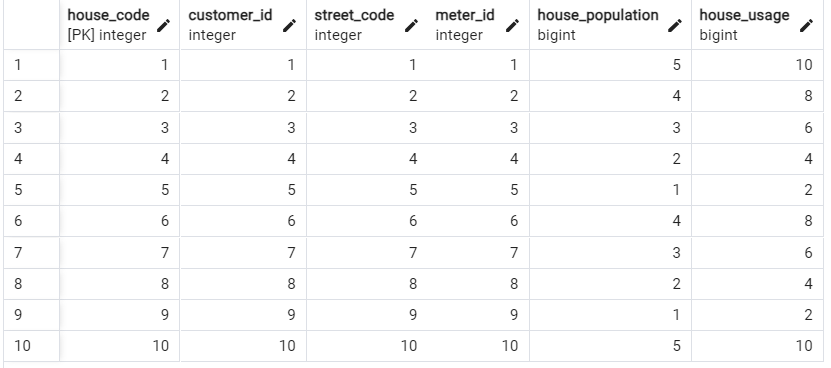 house_code customer_id street_code meter_id house_population house_usage
[PK] integer integer integer integer bigint bigint
1 1 1 1 1 5 10
2 2 2 2 2 4 8
3 3 3 3 3 3 6
4 4 4 4 4 2 4
5 5 5 5 5 1 2
6 6 6 6 6 4 8
7 7 7 7 7 3 6
8 8 8 8 8 2 4
9 9 9 9 9 1 2
10 10 10 10 10 5 10